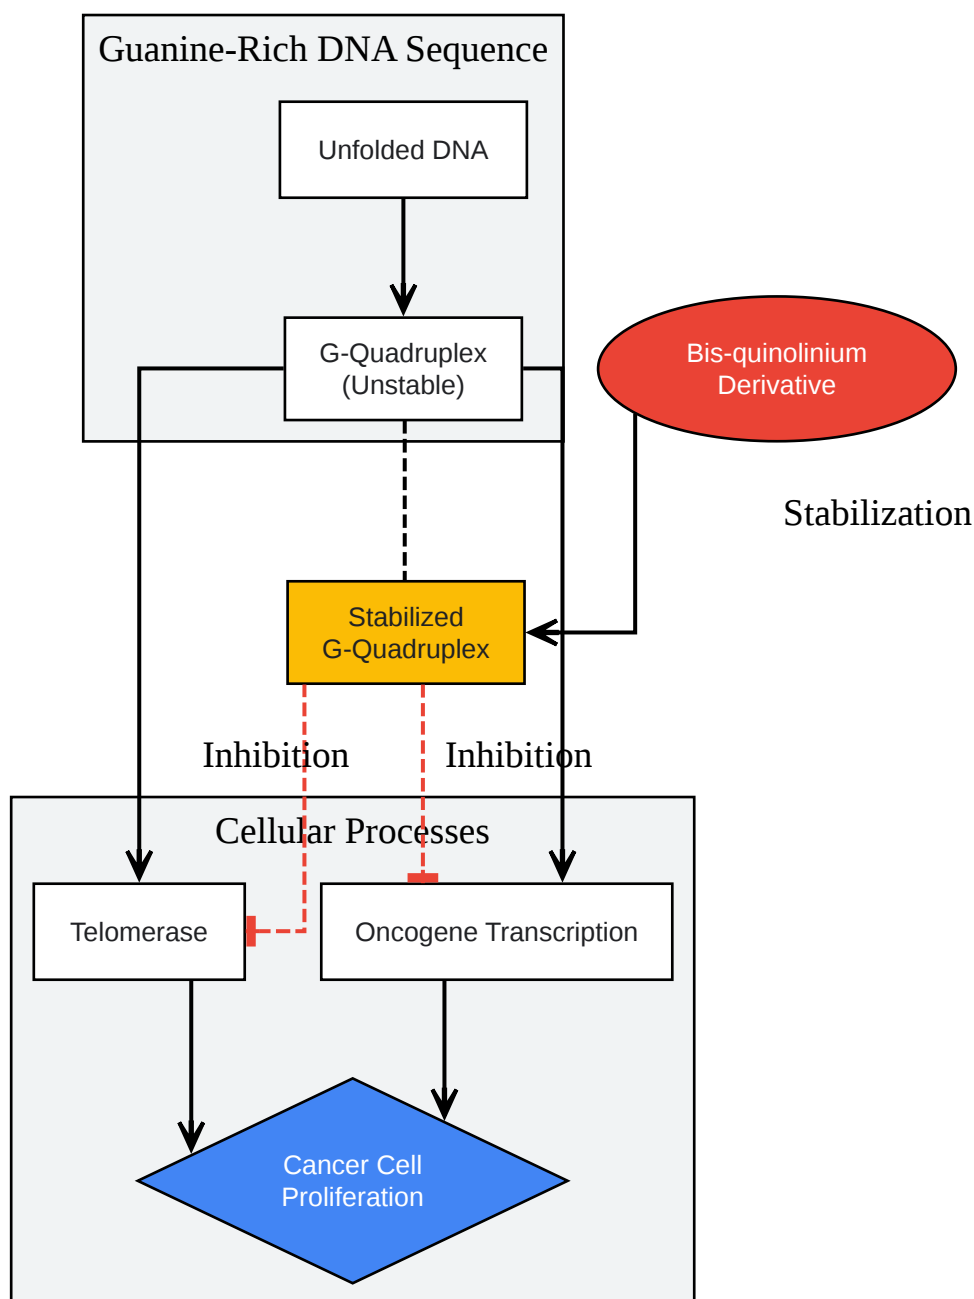 Guanine-Rich DNA Sequence
Unfolded DNA
G-Quadruplex
(Unstable)
Bis-quinolinium
Derivative
Stabilization
Stabilized
G-Quadruplex
Inhibition
Inhibition
Cellular Processes
Telomerase
Oncogene Transcription
Cancer Cell
Proliferation